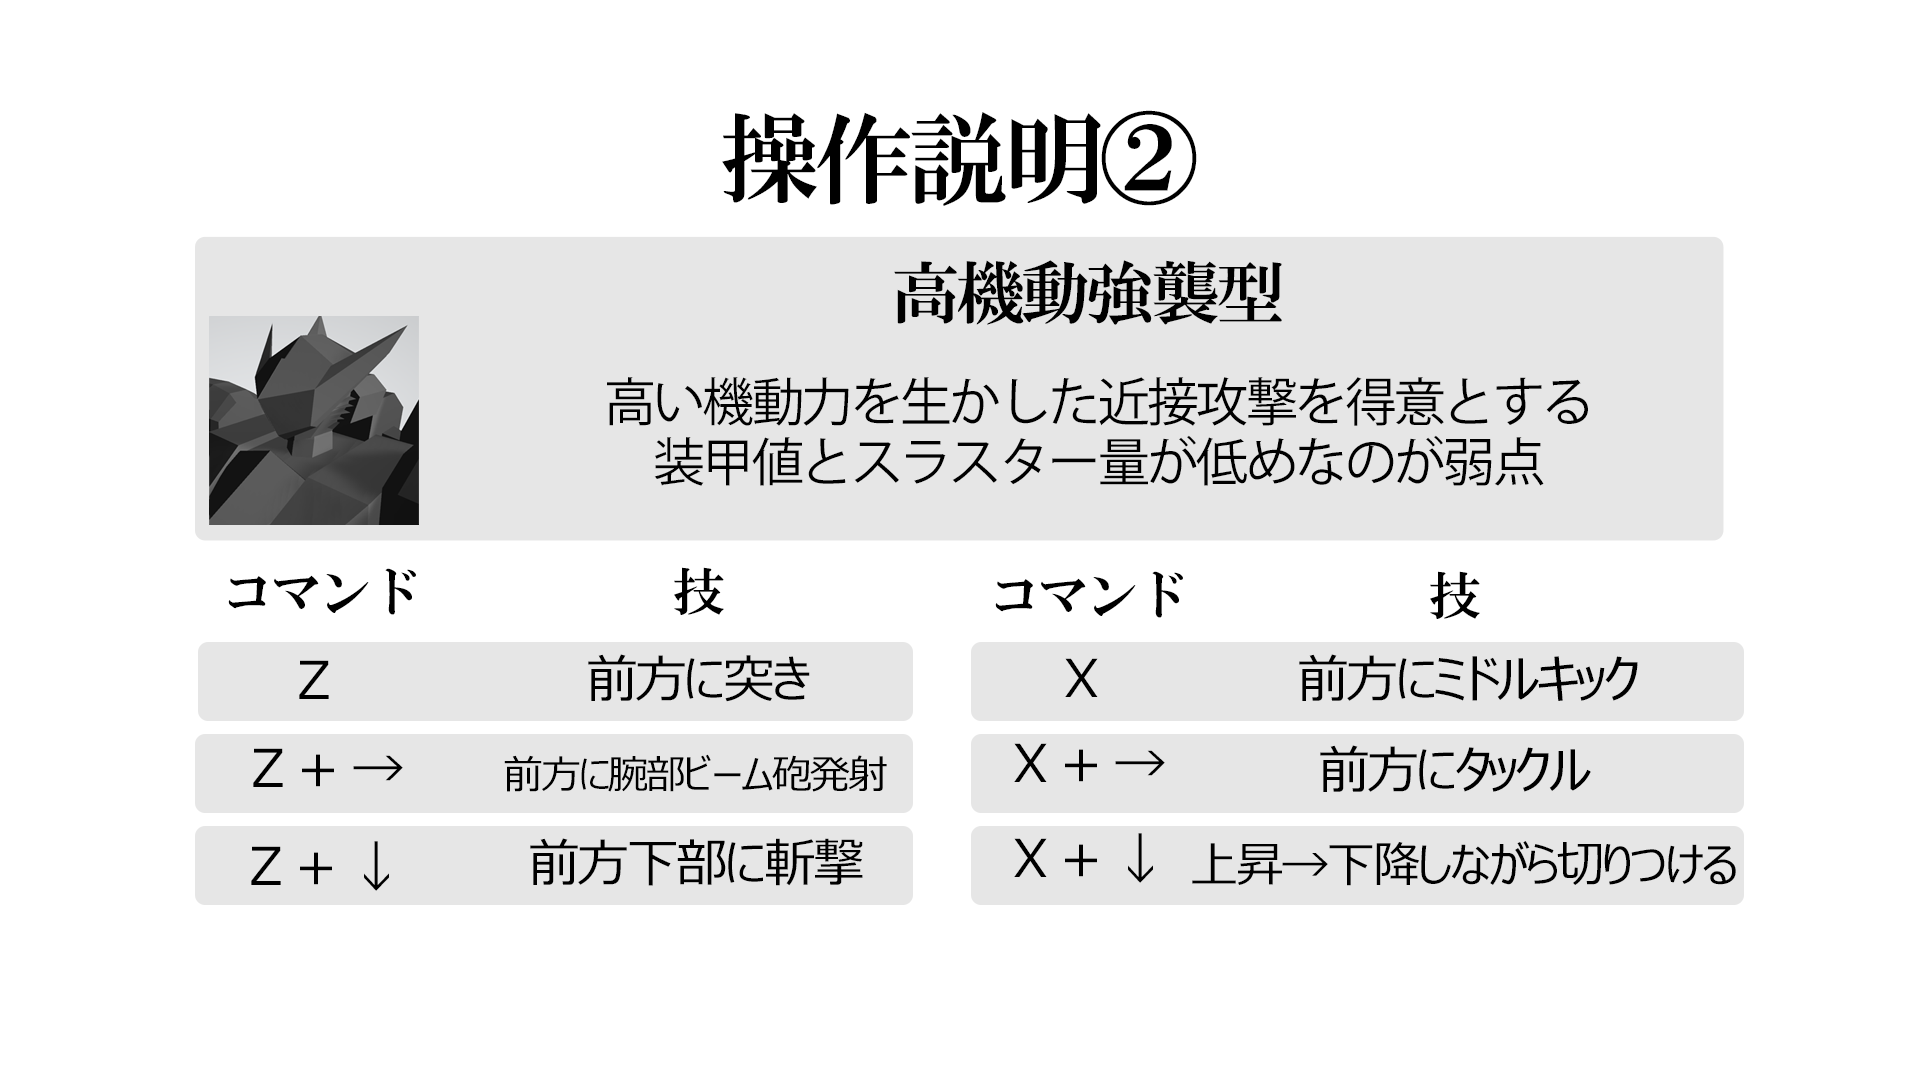 操作説明②
高機動強襲型
高い機動力を生かした近接攻撃を得意とする
装甲値とスラスター量が低めなのが弱点
コマンド 技
Z 前方に突き
Z + → 前方に腕部ビーム砲発射
Z + ↓ 前方下部に斬撃
コマンド 技
X 前方にミドルキック
X + → 前方にタックル
X + ↓ 上昇→下降しながら切りつける